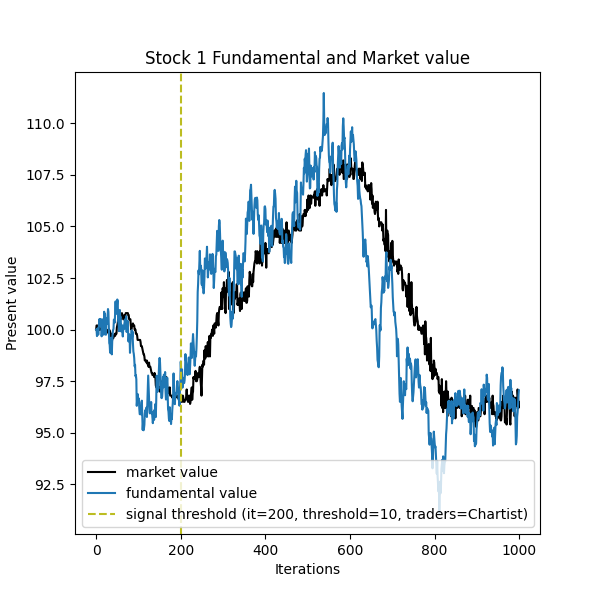 Stock 1 Fundamental and Market value
Present value
110.0
107.5
105.0
102.5
100.0
97.5
95.0
92.5
market value
fundamental value
signal threshold (it=200, threshold=10, traders=Chartist)
0 200 400 600 800 1000
Iterations